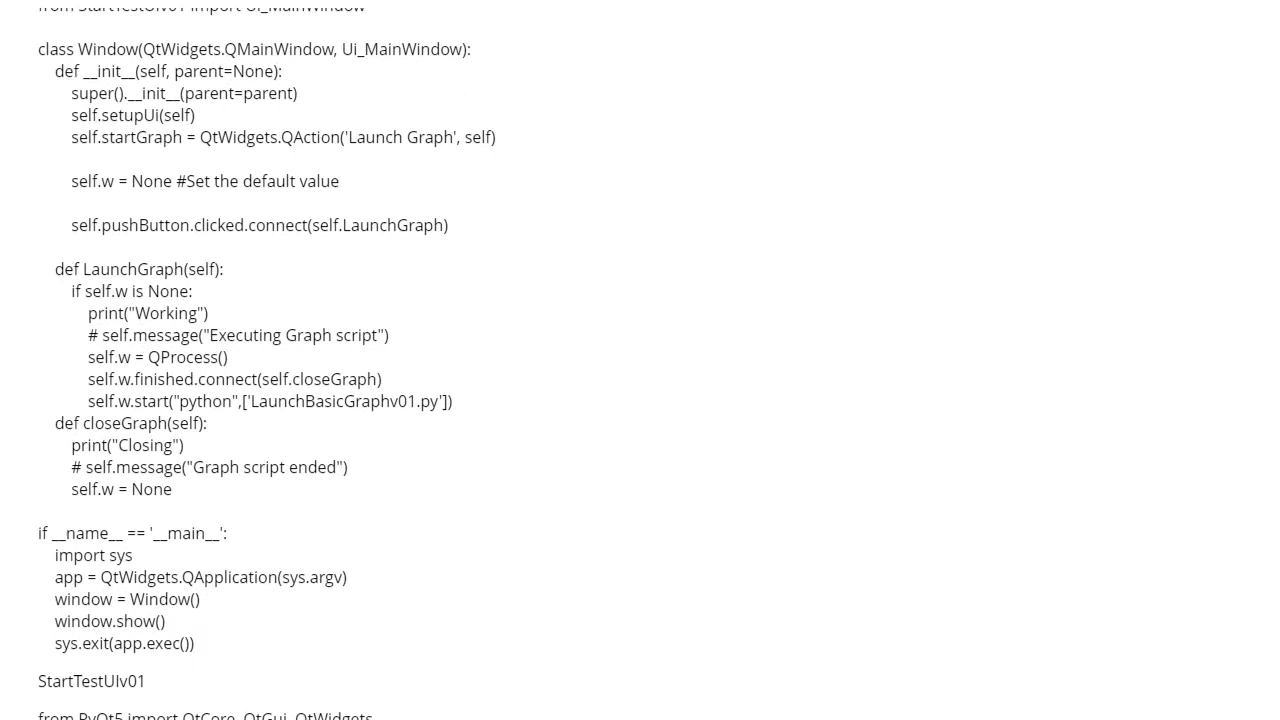 from StartTestUIv01 import Ui_MainWindow
class Window(QtWidgets.QMainWindow, Ui_MainWindow):
def __init__(self, parent=None):
super().__init__(parent=parent)
self.setupUi(self)
self.startGraph = QtWidgets.QAction('Launch Graph', self)
self.w = None #Set the default value
self.pushButton.clicked.connect(self.LaunchGraph)
def LaunchGraph(self):
if self.w is None:
print("Working")
# self.message("Executing Graph script")
self.w = QProcess()
self.w.finished.connect(self.closeGraph)
self.w.start("python",['LaunchBasicGraphv01.py'])
def closeGraph(self):
print("Closing")
# self.message("Graph script ended")
self.w = None
if __name__ == '__main__':
import sys
app = QtWidgets.QApplication(sys.argv)
window = Window()
window.show()
sys.exit(app.exec())
StartTestUIv01
from PyQt5 import QtCore, QtGui, QtWidgets